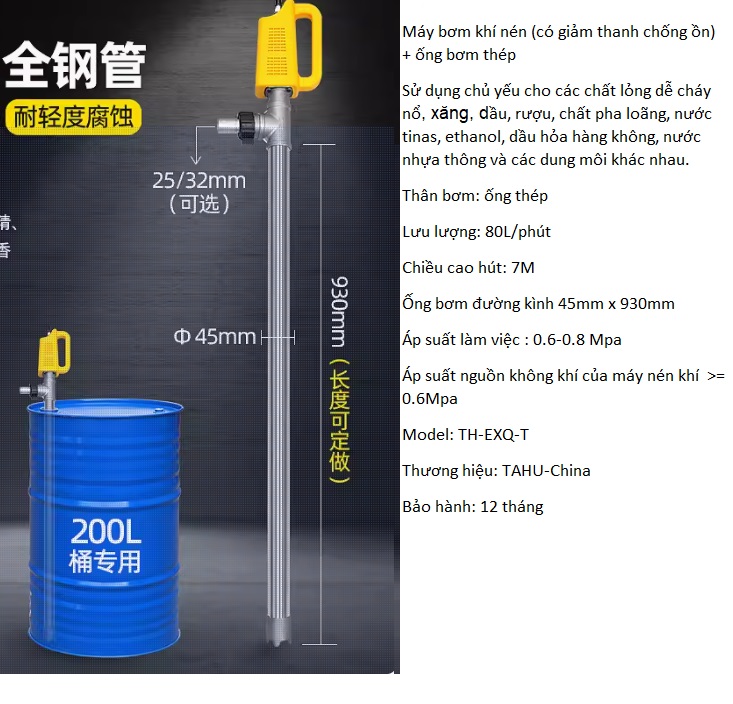 全钢管
耐轻度腐蚀
25/32mm
(可选)
精、
香
930mm(长度可定做)
Φ45mm
200L
桶专用
Máy bơm khí nén (có giảm thanh chống ồn)
+ ống bơm thép
Sử dụng chủ yếu cho các chất lỏng dễ cháy
nổ, xăng, dầu, rượu, chất pha loãng, nước
tinas, ethanol, dầu hỏa hàng không, nước
nhựa thông và các dung môi khác nhau.
Thân bơm: ống thép
Lưu lượng: 80L/phút
Chiều cao hút: 7M
Ống bơm đường kình 45mm x 930mm
Áp suất làm việc : 0.6-0.8 Mpa
Áp suất nguồn không khí của máy nén khí >=
0.6Mpa
Model: TH-EXQ-T
Thương hiệu: TAHU-China
Bảo hành: 12 tháng